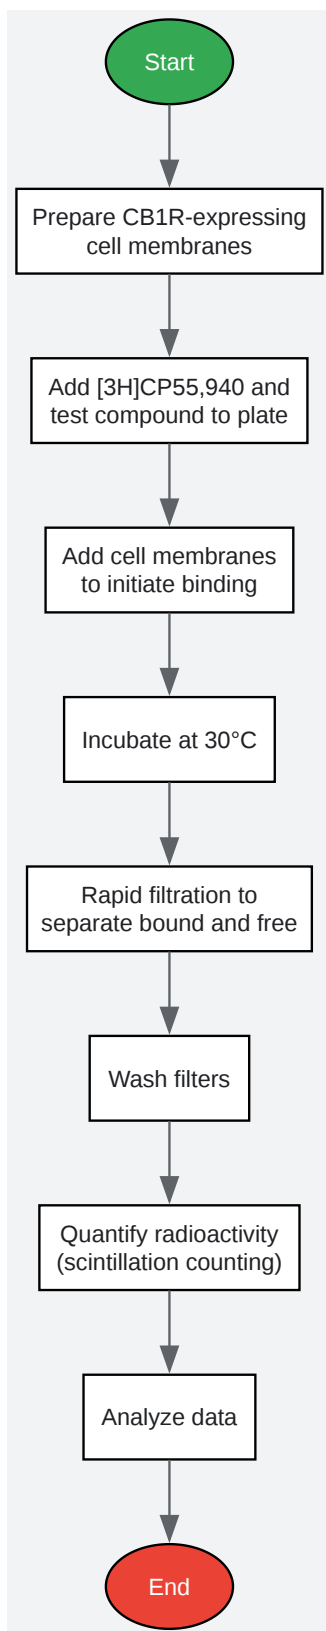 Start
Prepare CB1R-expressing
cell membranes
Add [3H]CP55,940 and
test compound to plate
Add cell membranes
to initiate binding
Incubate at 30°C
Rapid filtration to
separate bound and free
Wash filters
Quantify radioactivity
(scintillation counting)
Analyze data
End